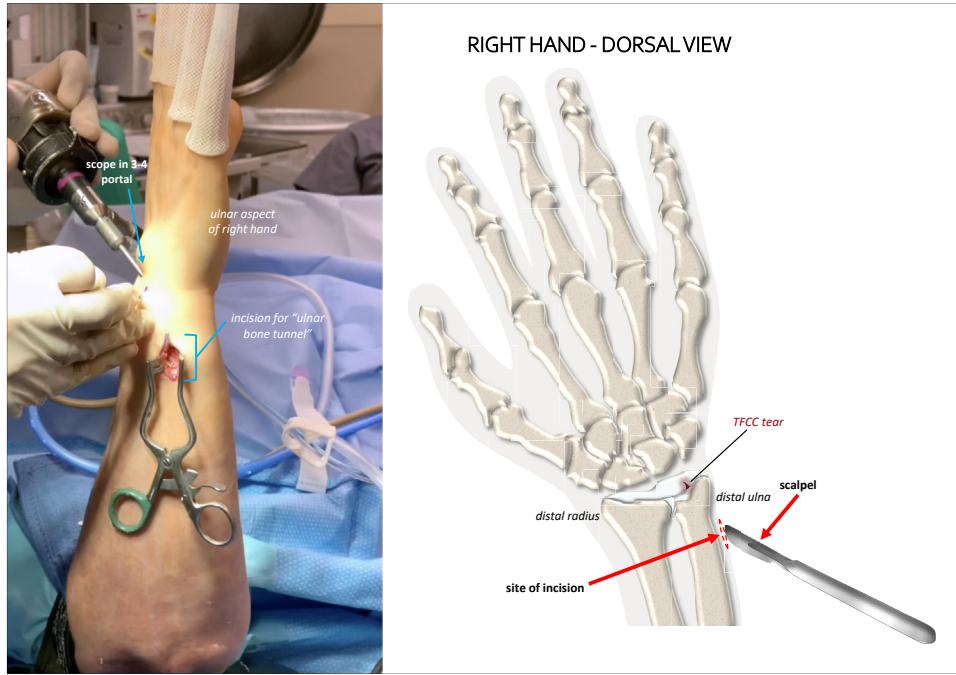 RIGHT HAND - DORSAL VIEW
scope in 3-4
portal
ulnar aspect
of right hand
incision for "ulnar
bone tunnel"
TFCC tear
scalpel
distal ulna
distal radius
site of incision